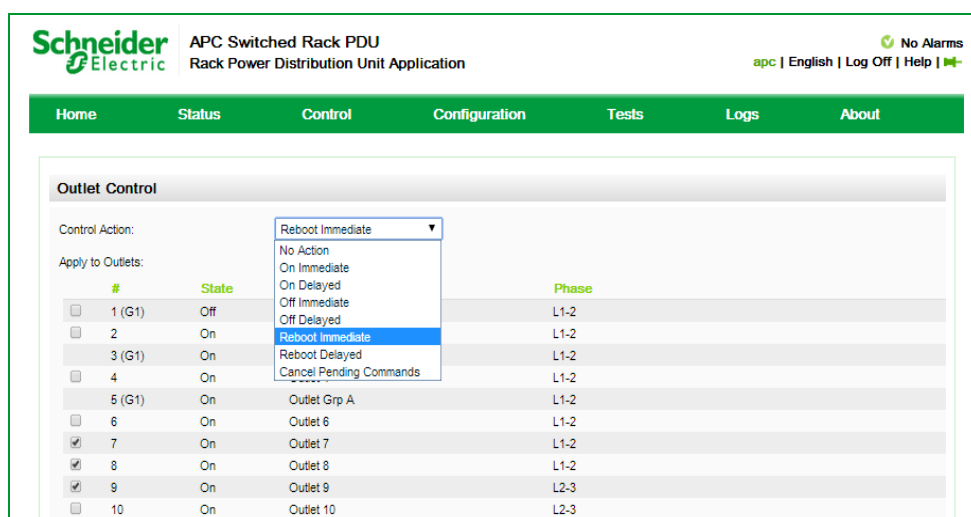 Schneider Electric
APC Switched Rack PDU
Rack Power Distribution Unit Application
No Alarms
apc | English | Log Off | Help |
Home Status Control Configuration Tests Logs About
Outlet Control
Control Action: Reboot Immediate
No Action
On Immediate
On Delayed
Off Immediate
Off Delayed
Reboot Immediate
Reboot Delayed
Cancel Pending Commands
Apply to Outlets:
# State Phase
1 (G1) Off L1-2
2 On L1-2
3 (G1) On L1-2
4 On L1-2
5 (G1) On Outlet Grp A L1-2
6 On Outlet 6 L1-2
7 On Outlet 7 L1-2
8 On Outlet 8 L1-2
9 On Outlet 9 L2-3
10 On Outlet 10 L2-3